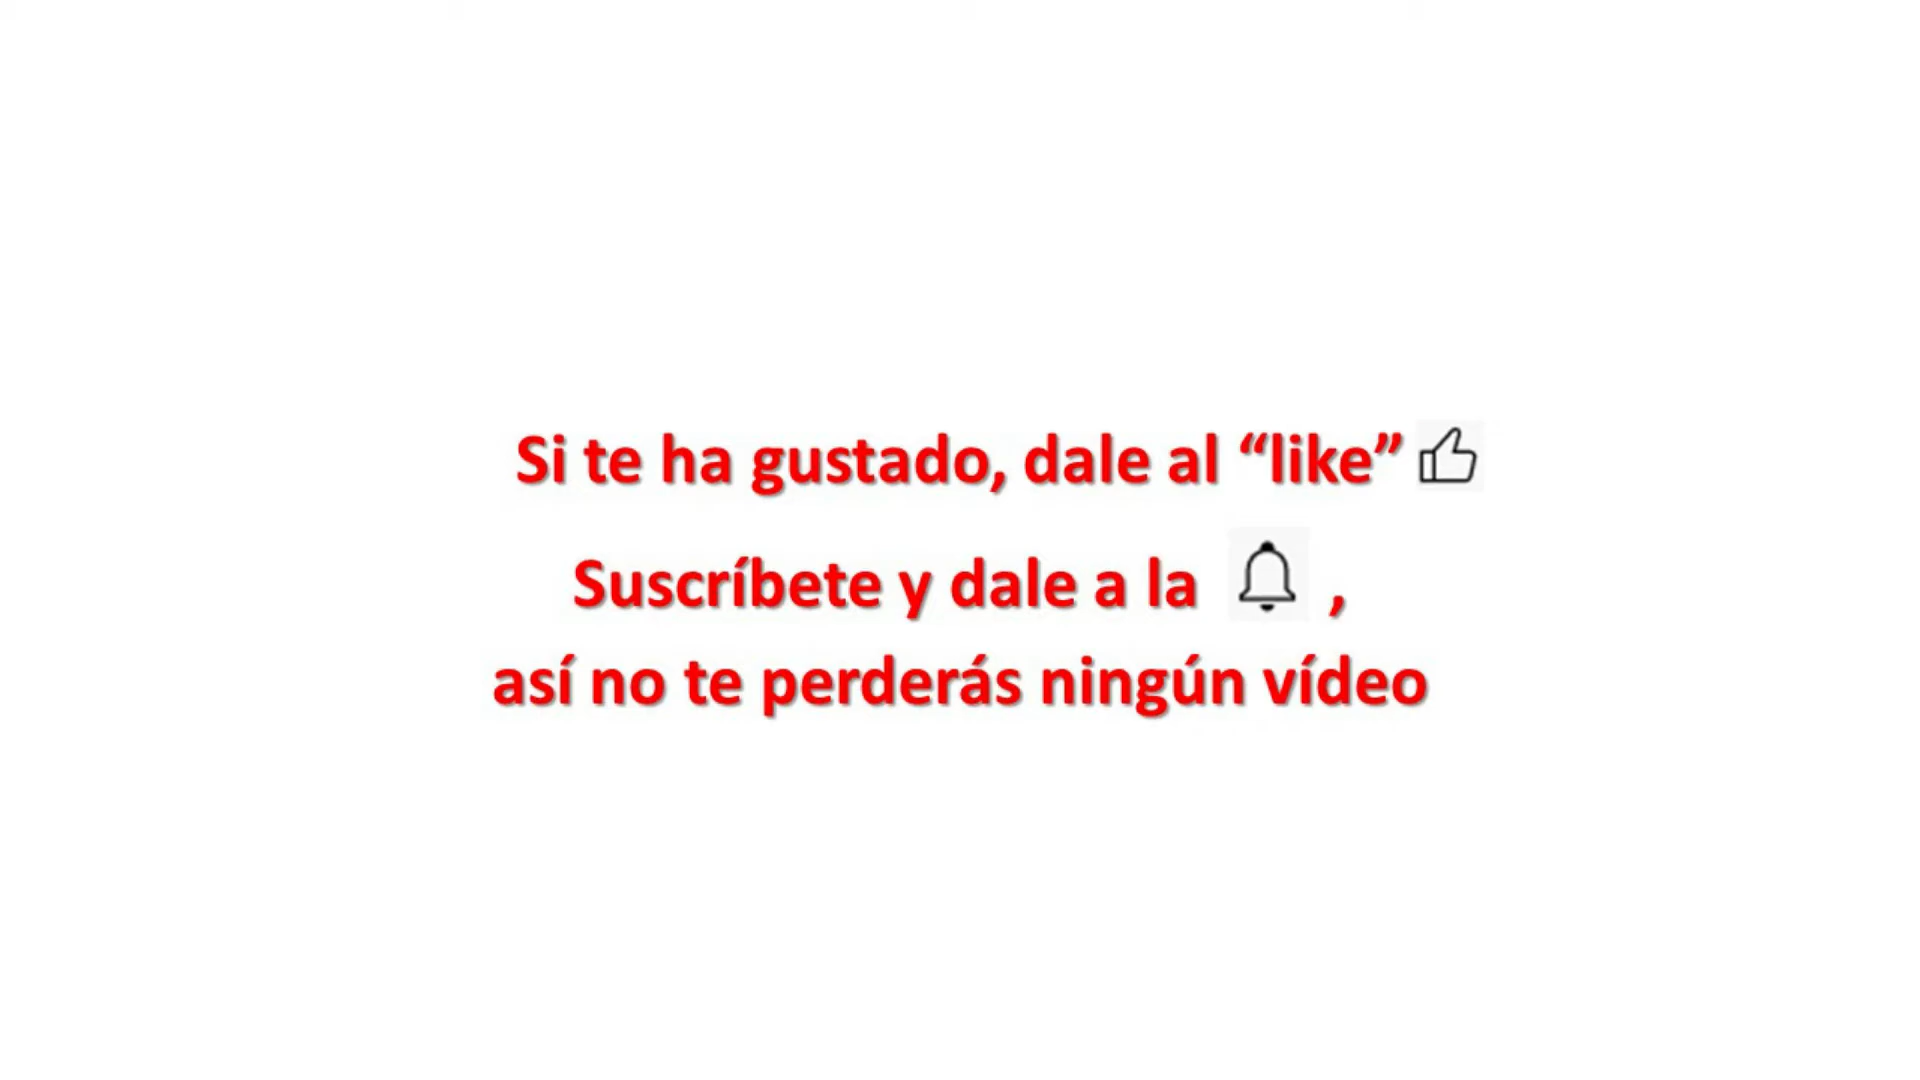 Si te ha gustado, dale al “like”
Suscríbete y dale a la ,
así no te perderás ningún vídeo